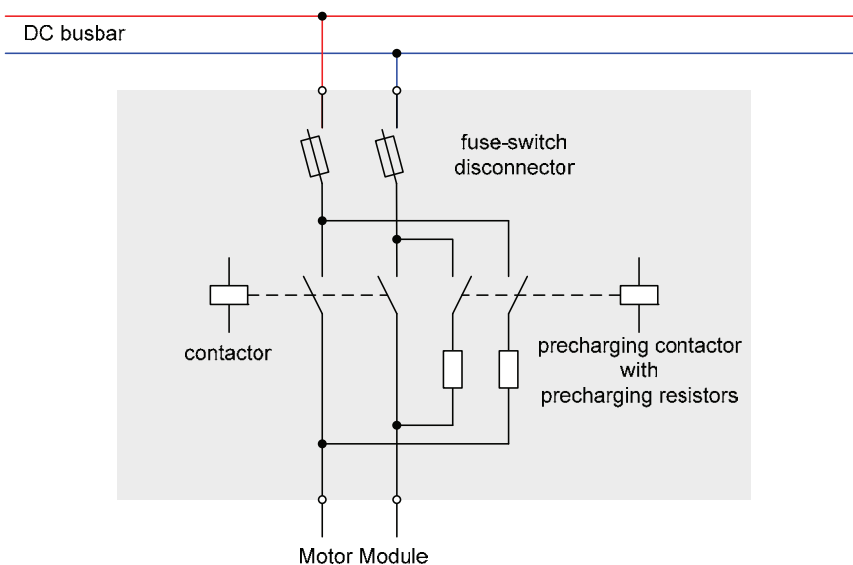 DC busbar
fuse-switch
disconnector
contactor
precharging contactor
with
precharging resistors
Motor Module